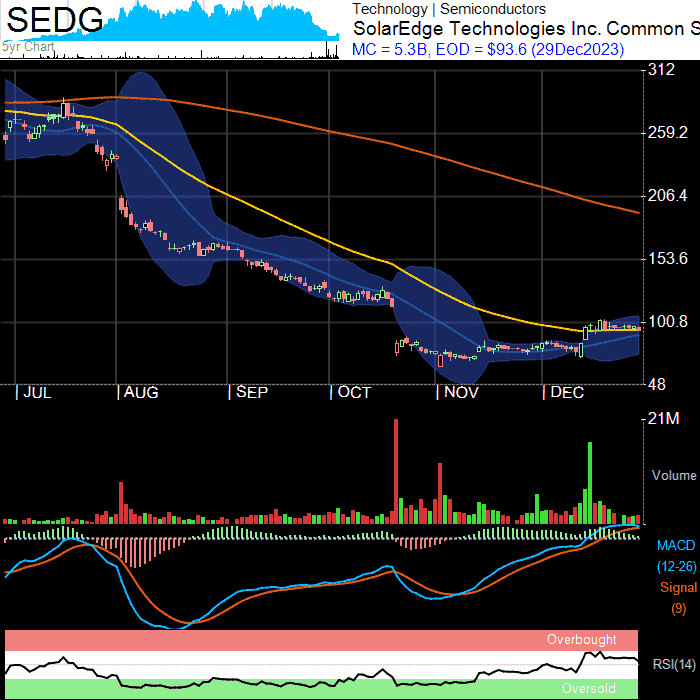 SEDG
5yr Chart
Technology | Semiconductors
SolarEdge Technologies Inc. Common S
MC = 5.3B, EOD = $93.6 (29Dec2023)
312
259.2
206.4
153.6
100.8
48
JUL
AUG
SEP
OCT
NOV
DEC
21M
Volume
MACD
(12-26)
Signal
(9)
Overbought
RSI(14)
Oversold